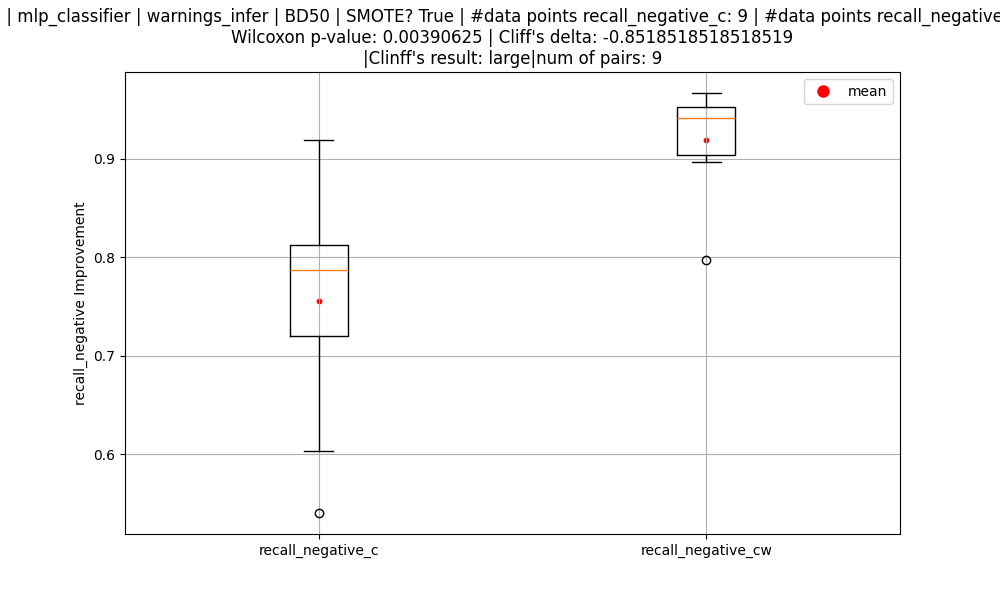 | mlp_classifier | warnings_infer | BD50 | SMOTE? True | #data points recall_negative_c: 9 | #data points recall_negative
Wilcoxon p-value: 0.00390625 | Cliff's delta: -0.8518518518518519
|Clinff's result: large|num of pairs: 9
mean
0.9
0.8
0.7
0.6
recall_negative Improvement
recall_negative_c
recall_negative_cw